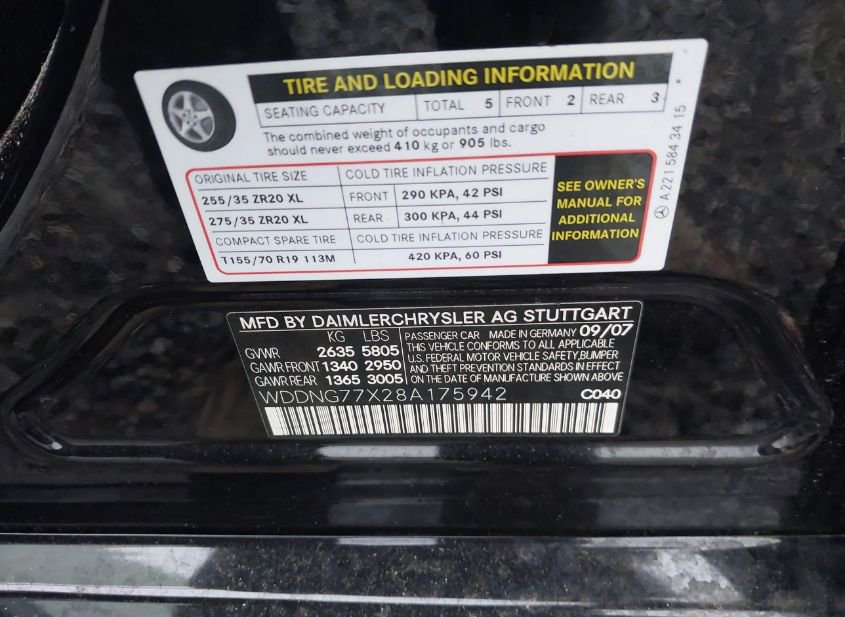 TIRE AND LOADING INFORMATION
SEATING CAPACITY TOTAL 5 FRONT 2 REAR 3
The combined weight of occupants and cargo
should never exceed 410 kg or 905 lbs.
ORIGINAL TIRE SIZE COLD TIRE INFLATION PRESSURE
255/35 ZR20 XL FRONT 290 KPA, 42 PSI
275/35 ZR20 XL REAR 300 KPA, 44 PSI
COMPACT SPARE TIRE COLD TIRE INFLATION PRESSURE
T155/70 R19 113M 420 KPA, 60 PSI
SEE OWNER'S
MANUAL FOR
ADDITIONAL
INFORMATION
A 221 584 34 15
MFD BY DAIMLERCHRYSLER AG STUTTGART
KG LBS
GVWR 2635 5805
GAWR FRONT 1340 2950
GAWR REAR 1365 3005
PASSENGER CAR MADE IN GERMANY 09/07
THIS VEHICLE CONFORMS TO ALL APPLICABLE
U.S. FEDERAL MOTOR VEHICLE SAFETY, BUMPER
AND THEFT PREVENTION STANDARDS IN EFFECT
ON THE DATE OF MANUFACTURE SHOWN ABOVE
WDDNG77X28A175942 C040